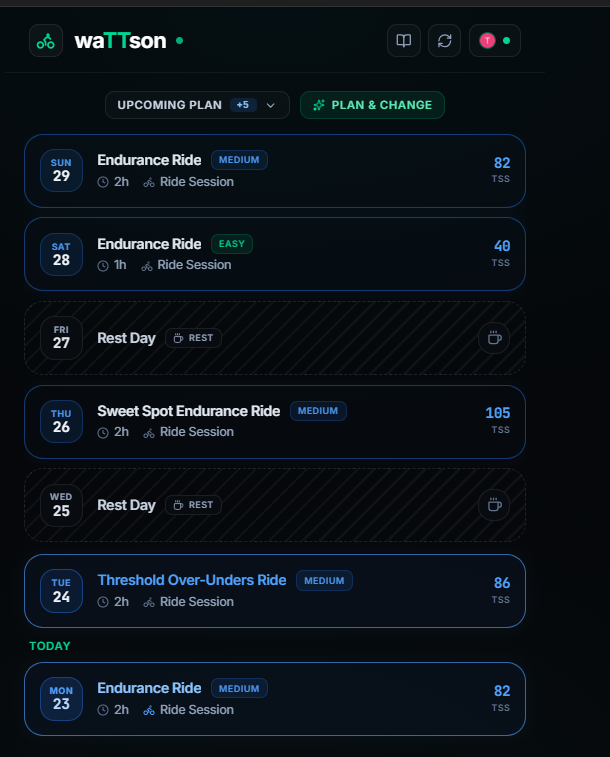 waTTson
T
UPCOMING PLAN +5
PLAN & CHANGE
SUN
29
Endurance Ride MEDIUM
2h Ride Session
82
TSS
SAT
28
Endurance Ride EASY
1h Ride Session
40
TSS
FRI
27
Rest Day REST
THU
26
Sweet Spot Endurance Ride MEDIUM
2h Ride Session
105
TSS
WED
25
Rest Day REST
TUE
24
Threshold Over-Unders Ride MEDIUM
2h Ride Session
86
TSS
TODAY
MON
23
Endurance Ride MEDIUM
2h Ride Session
82
TSS